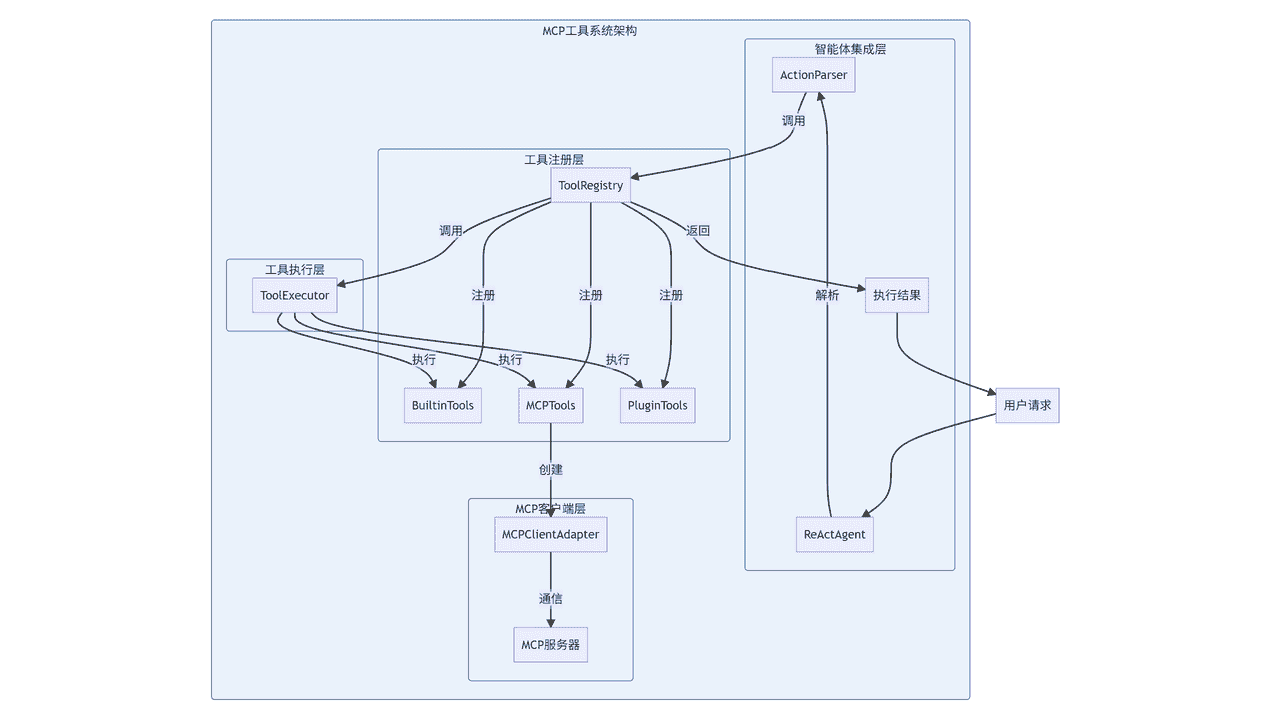 MCP工具系统架构
智能体集成层
ActionParser
调用
工具注册层
ToolRegistry
调用
返回
工具执行层
ToolExecutor
注册
注册
注册
解析
执行结果
执行
执行
执行
BuiltinTools
MCPTools
PluginTools
用户请求
创建
MCP客户端层
MCPClientAdapter
ReActAgent
通信
MCP服务器